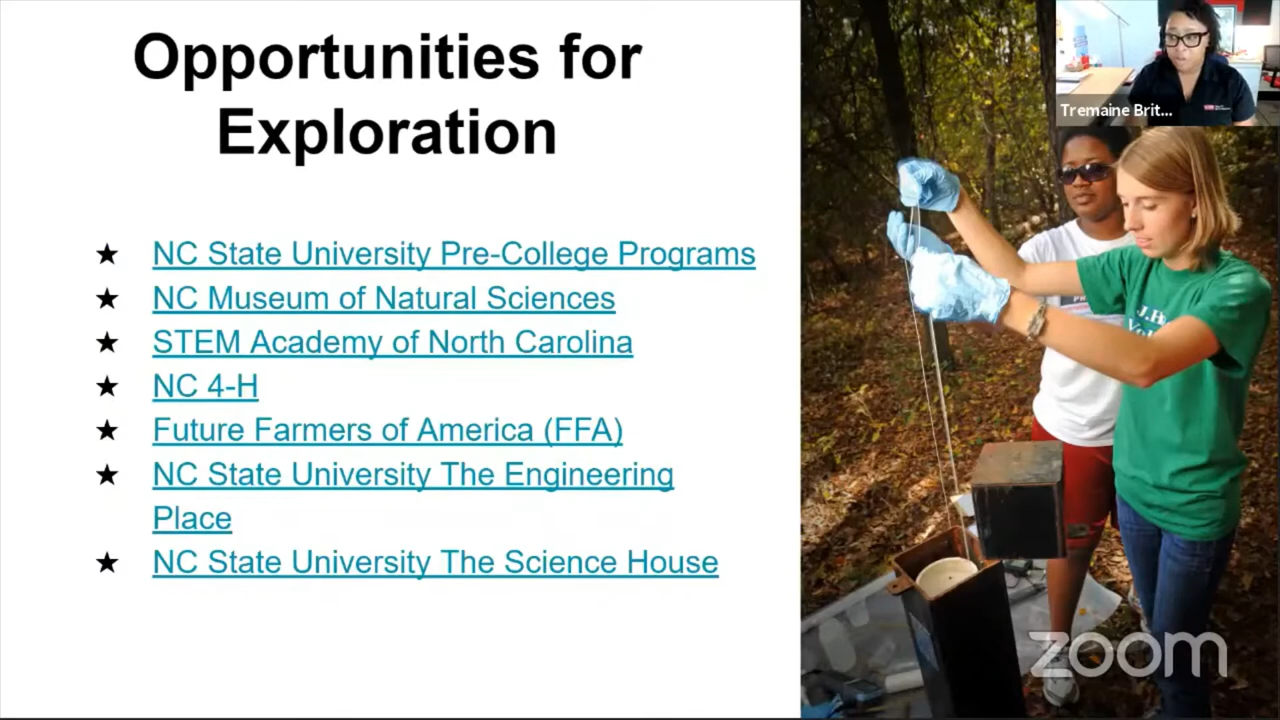 Opportunities for
Exploration
★ NC State University Pre-College Programs
★ NC Museum of Natural Sciences
★ STEM Academy of North Carolina
★ NC 4-H
★ Future Farmers of America (FFA)
★ NC State University The Engineering
Place
★ NC State University The Science House
Tremaine Brit...
zoom